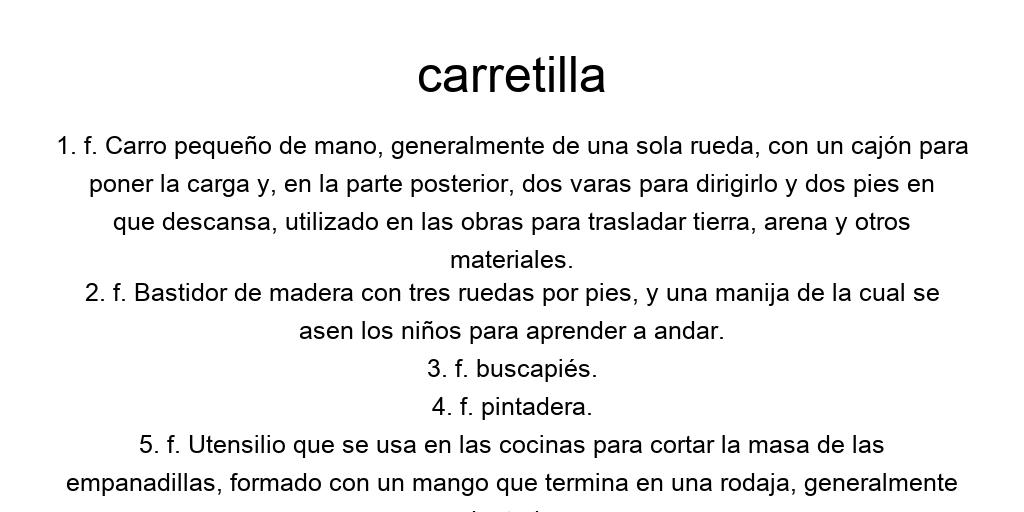 carretilla
1. f. Carro pequeño de mano, generalmente de una sola rueda, con un cajón para
poner la carga y, en la parte posterior, dos varas para dirigirlo y dos pies en
que descansa, utilizado en las obras para trasladar tierra, arena y otros
materiales.
2. f. Bastidor de madera con tres ruedas por pies, y una manija de la cual se
asen los niños para aprender a andar.
3. f. buscapiés.
4. f. pintadera.
5. f. Utensilio que se usa en las cocinas para cortar la masa de las
empanadillas, formado con un mango que termina en una rodaja, generalmente